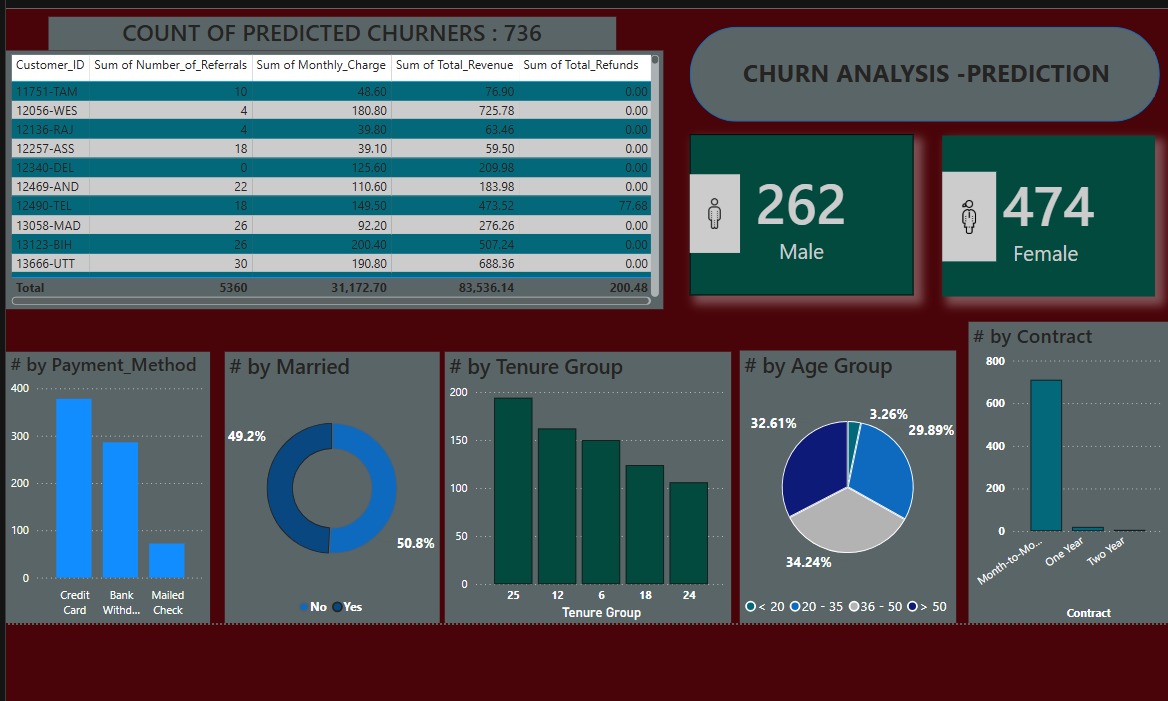 COUNT OF PREDICTED CHURNERS : 736
Customer_ID Sum of Number_of_Referrals Sum of Monthly_Charge Sum of Total_Revenue Sum of Total_Refunds
11751-TAM 10 48.60 76.90 0.00
12056-WES 4 180.80 725.78 0.00
12136-RAJ 4 39.80 63.46 0.00
12257-ASS 18 39.10 59.50 0.00
12340-DEL 0 125.60 209.98 0.00
12469-AND 22 110.60 183.98 0.00
12490-TEL 18 149.50 473.52 77.68
13058-MAD 26 92.20 276.26 0.00
13123-BIH 26 200.40 507.24 0.00
13666-UTT 30 190.80 688.36 0.00
Total 5360 31,172.70 83,536.14 200.48
CHURN ANALYSIS -PREDICTION
262
Male
474
Female
# by Payment_Method
400
300
200
100
0
Credit Card
Bank Withd...
Mailed Check
# by Married
49.2%
50.8%
No Yes
# by Tenure Group
200
150
100
50
0
25 12 6 18 24
Tenure Group
# by Age Group
3.26%
32.61%
29.89%
34.24%
< 20 20 - 35 36 - 50 > 50
# by Contract
800
600
400
200
0
Month-to-Mo... One Year Two Year
Contract